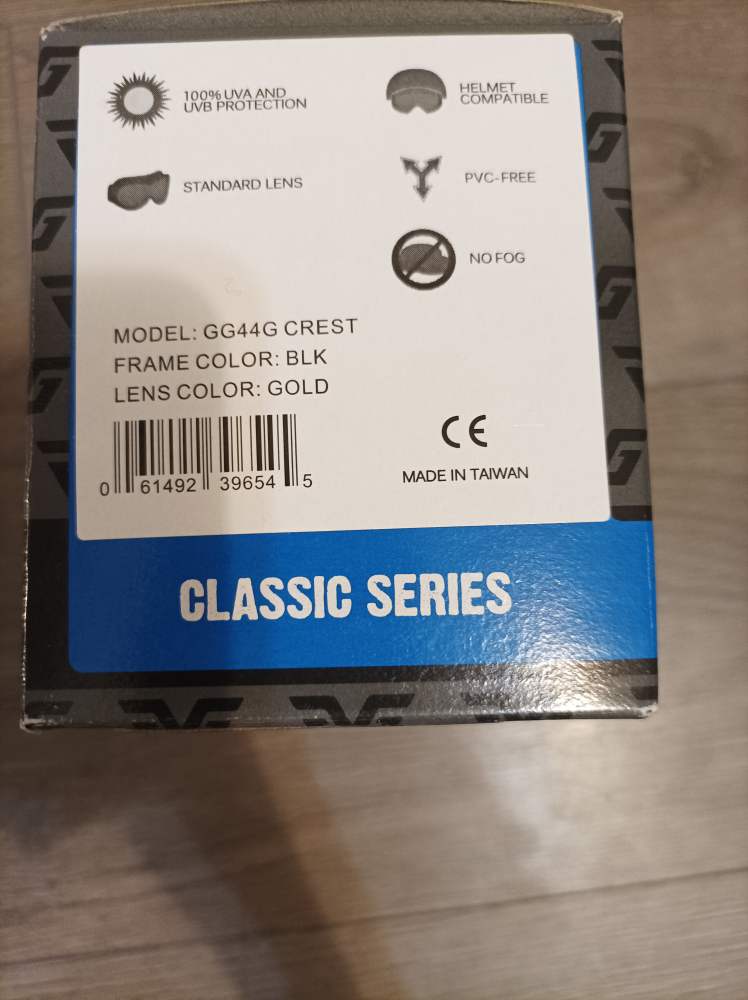 100% UVA AND
UVB PROTECTION
HELMET
COMPATIBLE
STANDARD LENS
PVC-FREE
NO FOG
MODEL: GG44G CREST
FRAME COLOR: BLK
LENS COLOR: GOLD
0 61492 39654 5
CE
MADE IN TAIWAN
CLASSIC SERIES